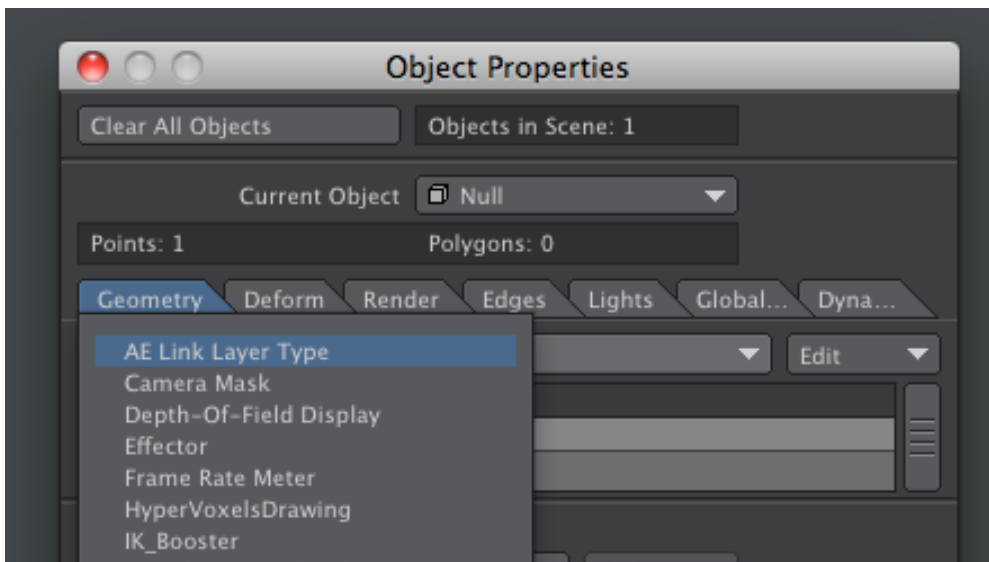 Object Properties
Clear All Objects Objects in Scene: 1
Current Object Null
Points: 1 Polygons: 0
Geometry Deform Render Edges Lights Global... Dyna...
AE Link Layer Type Edit
Camera Mask
Depth-Of-Field Display
Effector
Frame Rate Meter
HyperVoxelsDrawing
IK_Booster